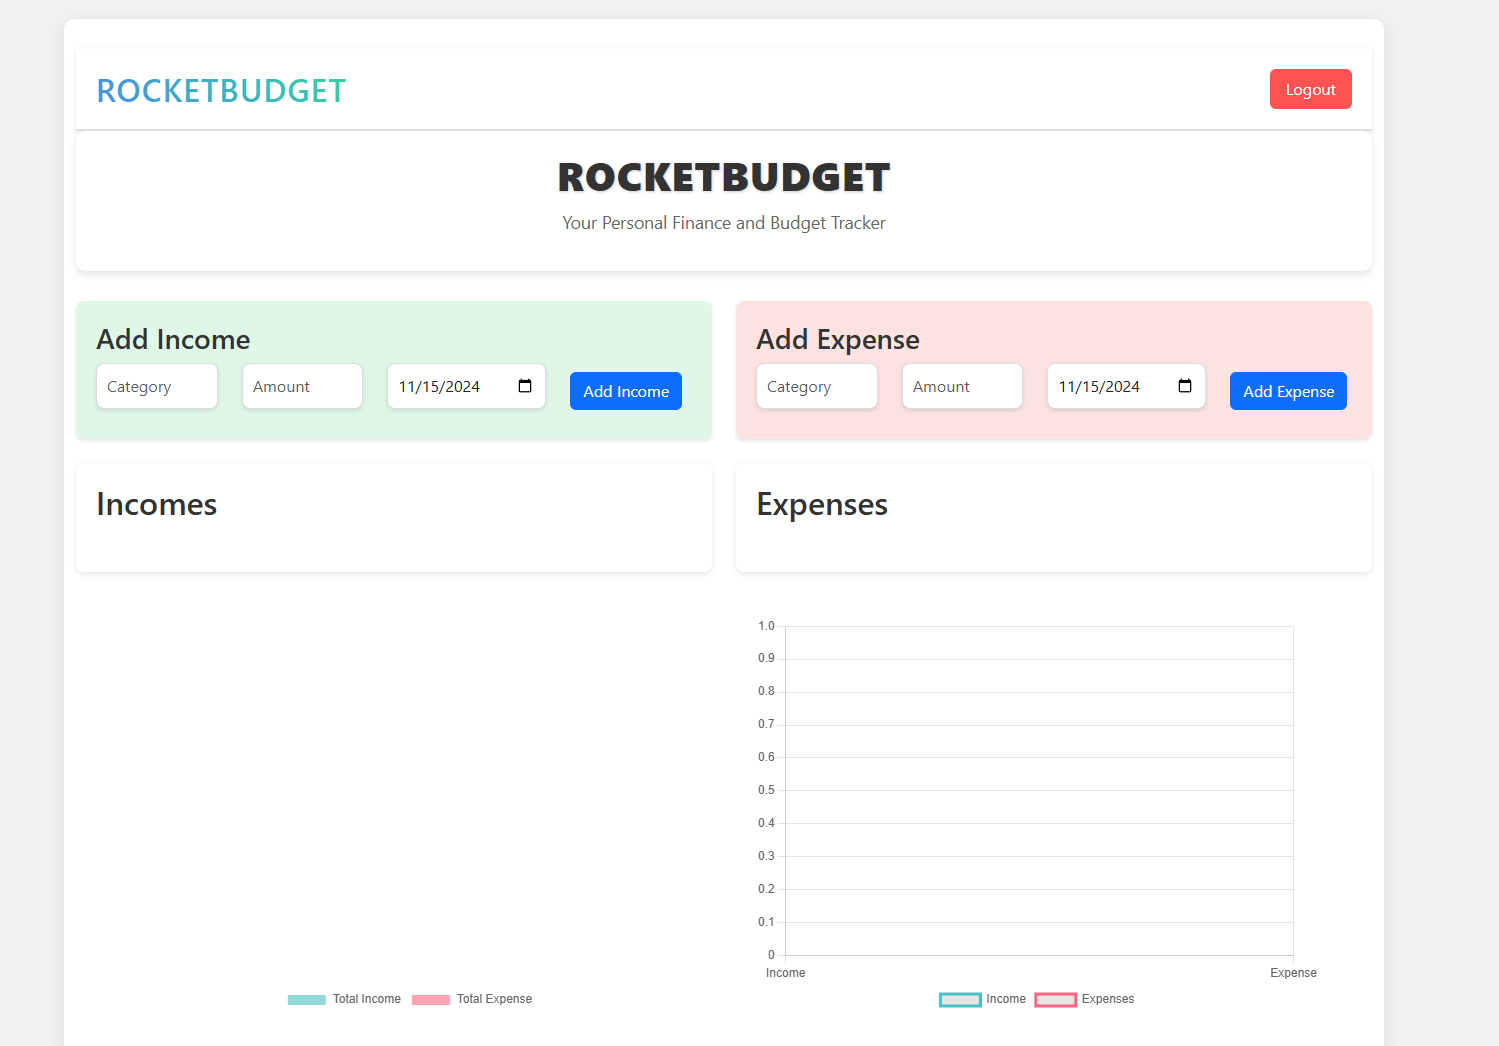 ROCKETBUDGET
Logout
ROCKETBUDGET
Your Personal Finance and Budget Tracker
Add Income
Category
Amount
11/15/2024
Add Income
Add Expense
Category
Amount
11/15/2024
Add Expense
Incomes
Expenses
Total Income
Total Expense
1.0
0.9
0.8
0.7
0.6
0.5
0.4
0.3
0.2
0.1
0
Income
Expense
Income
Expenses